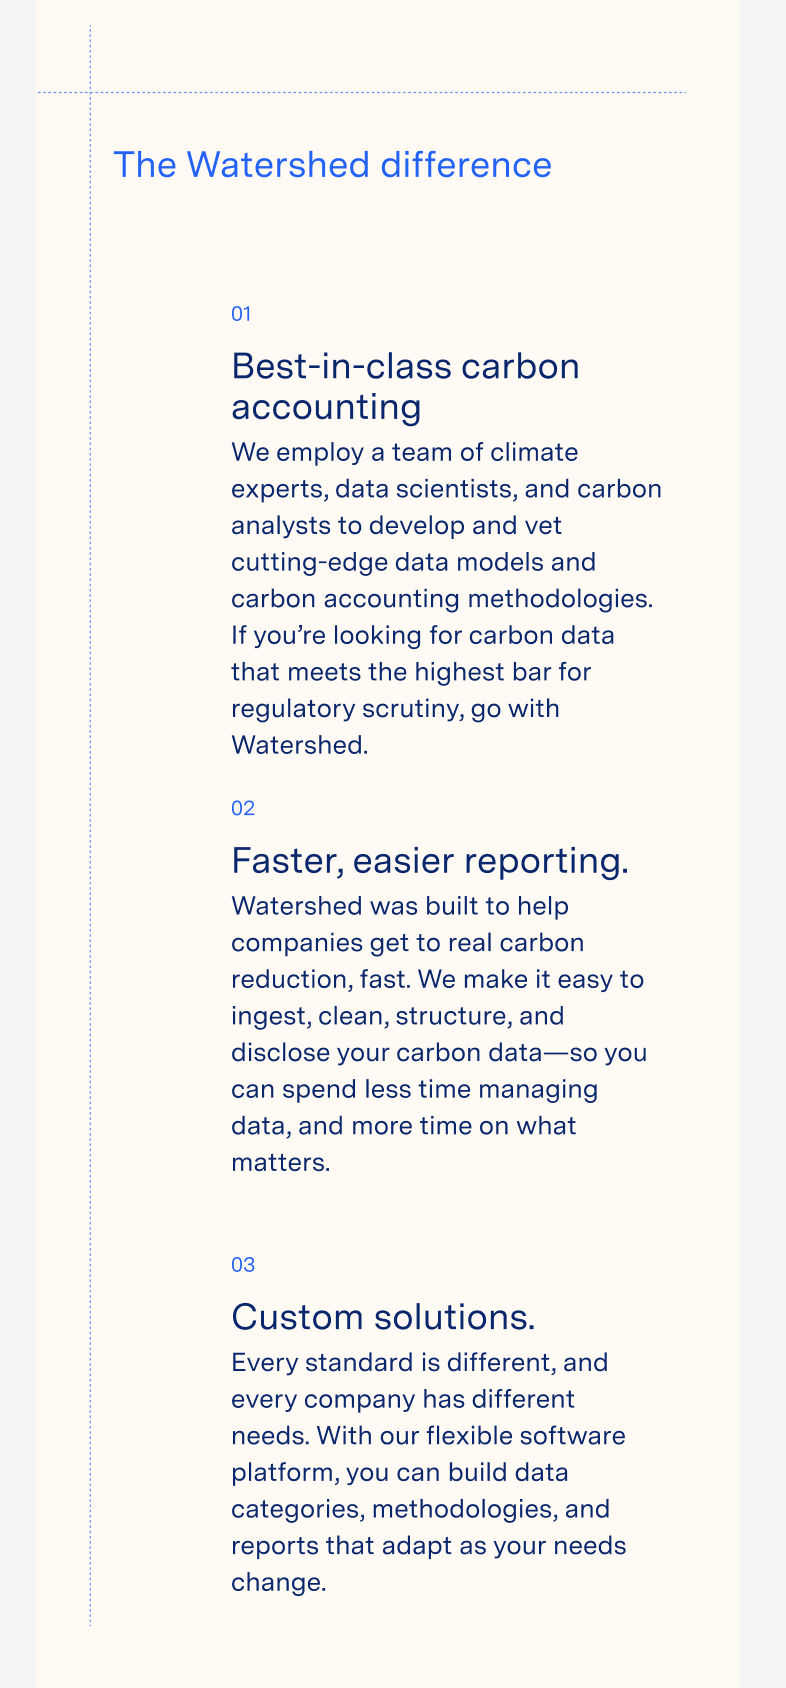 The Watershed difference
01
Best-in-class carbon
accounting
We employ a team of climate
experts, data scientists, and carbon
analysts to develop and vet
cutting-edge data models and
carbon accounting methodologies.
If you’re looking for carbon data
that meets the highest bar for
regulatory scrutiny, go with
Watershed.
02
Faster, easier reporting.
Watershed was built to help
companies get to real carbon
reduction, fast. We make it easy to
ingest, clean, structure, and
disclose your carbon data—so you
can spend less time managing
data, and more time on what
matters.
03
Custom solutions.
Every standard is different, and
every company has different
needs. With our flexible software
platform, you can build data
categories, methodologies, and
reports that adapt as your needs
change.